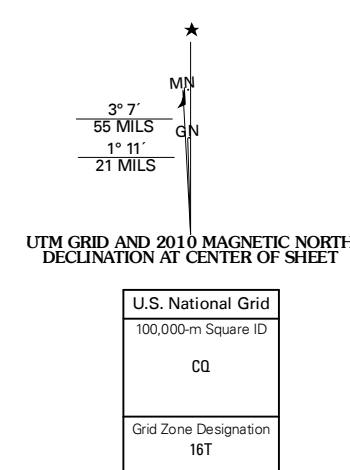 MN
3° 7´
55 MILS
GN
1° 11´
21 MILS
UTM GRID AND 2010 MAGNETIC NORTH
DECLINATION AT CENTER OF SHEET
U.S. National Grid
100,000-m Square ID
CQ
Grid Zone Designation
16T